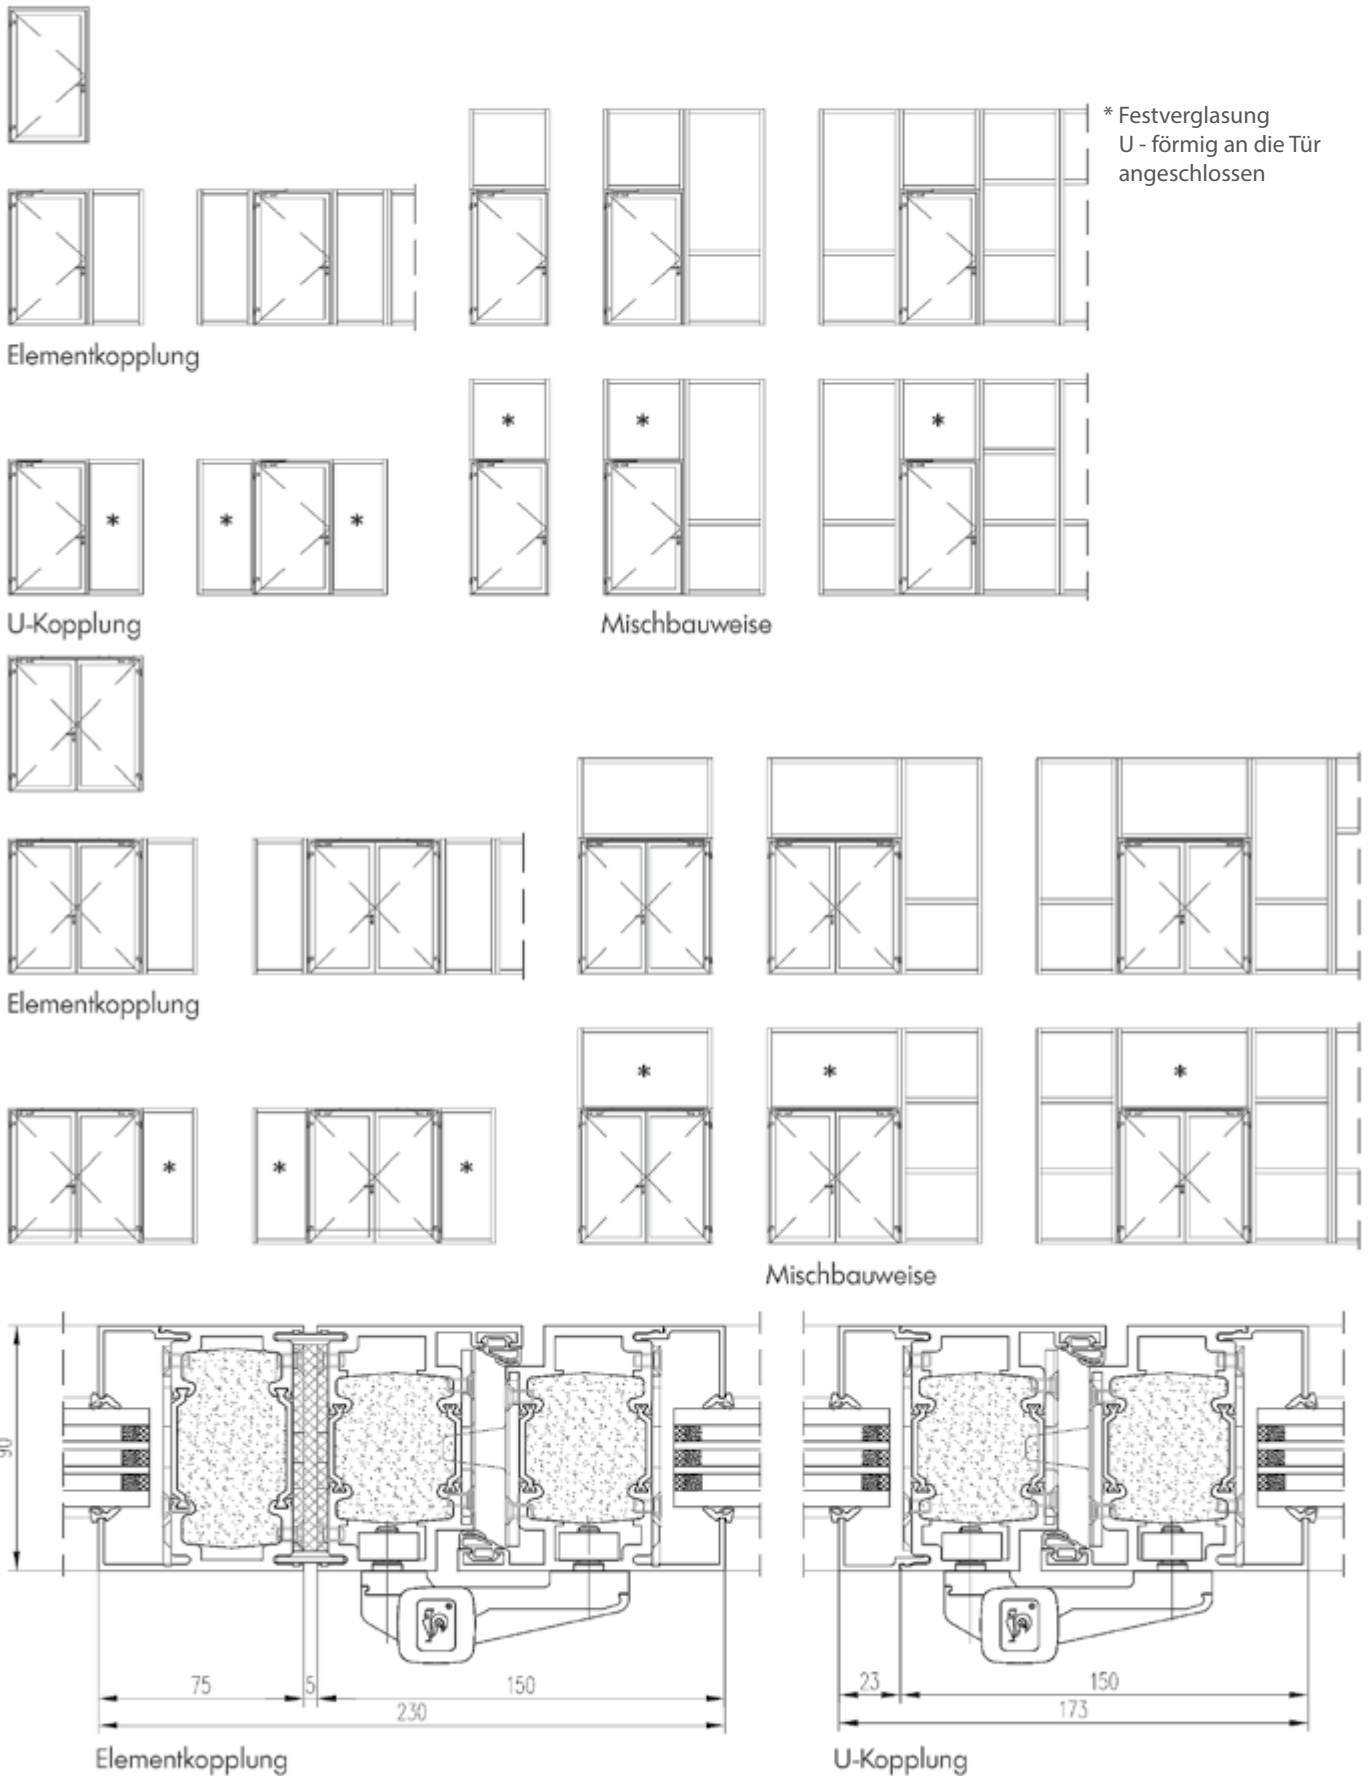 * Festverglasung
U - förmig an die Tür
angeschlossen
Elementkopplung
*
*
*
*
*
*
U-Kopplung
Mischbauweise
Elementkopplung
*
*
*
*
*
*
Mischbauweise
90
75
5
150
230
23
150
173
Elementkopplung
U-Kopplung